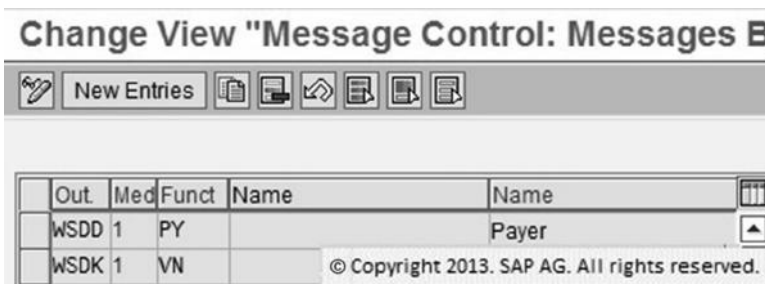 Change View "Message Control: Messages B
New Entries
Out. Med Funct Name Name
WSDD 1 PY Payer
WSDK 1 VN
© Copyright 2013. SAP AG. All rights reserved.